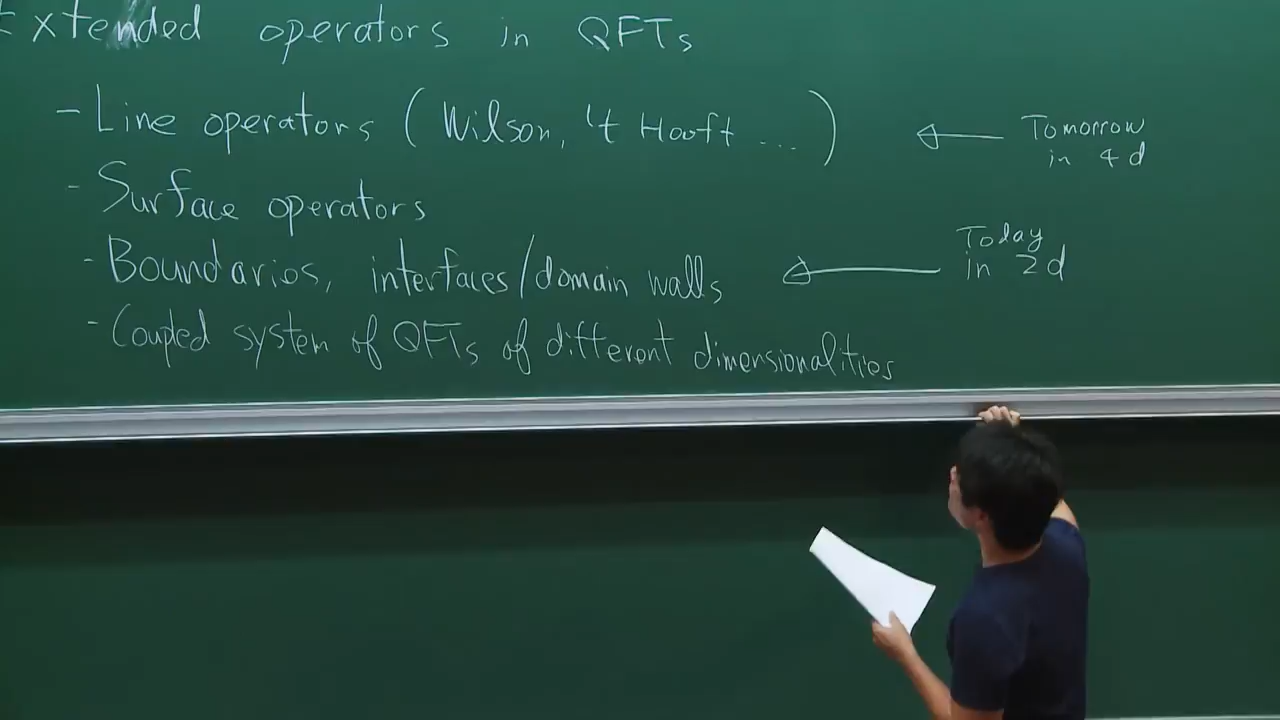 Extended operators in QFTs
- Line operators (Wilson, 't Hooft ...)
Tomorrow
in 4d
- Surface operators
- Boundaries, interfaces/domain walls
Today
in 2d
- Coupled system of QFTs of different dimensionalities